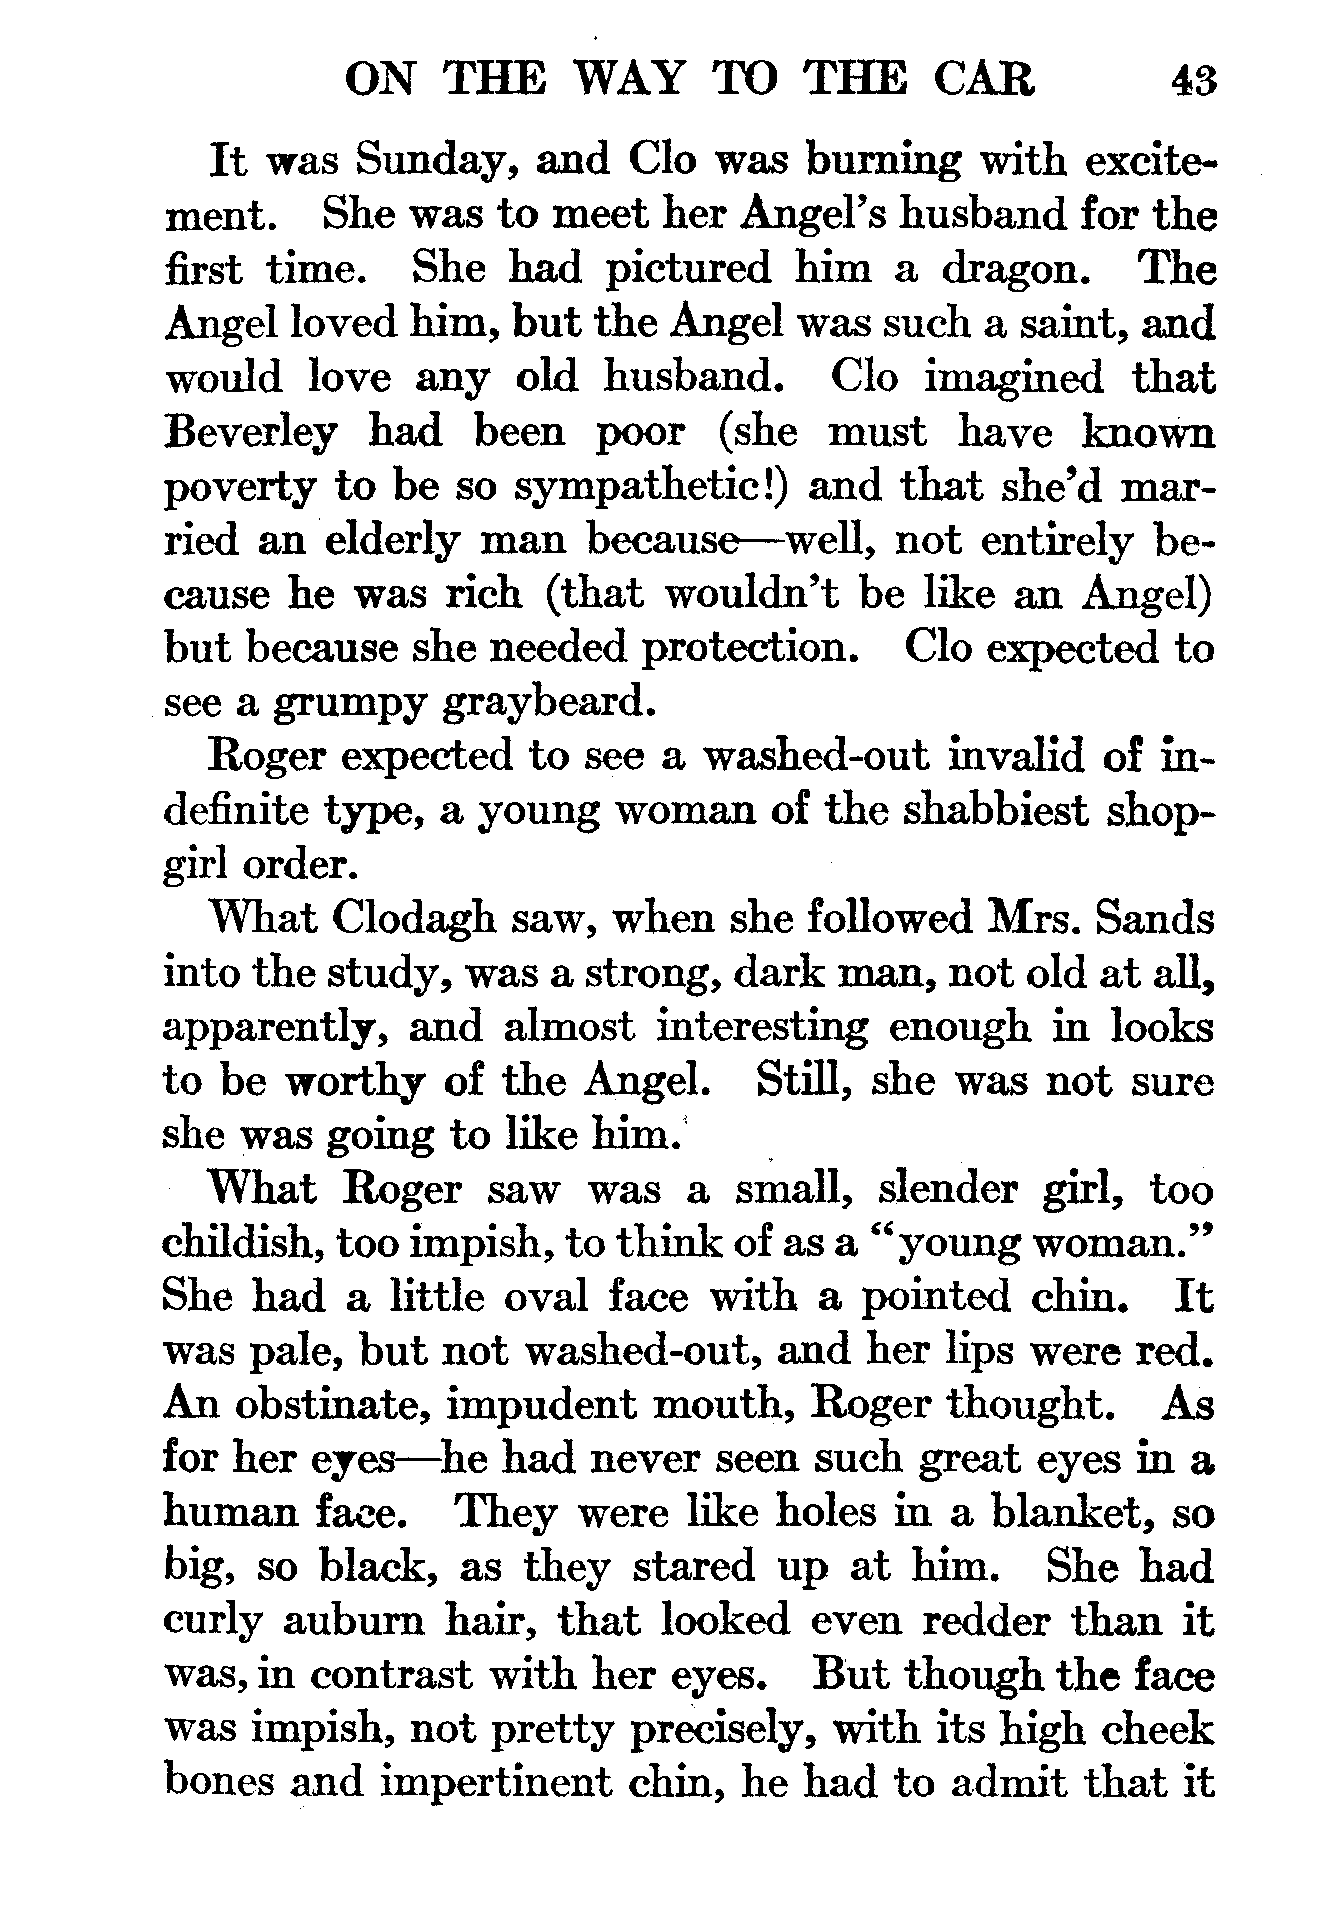 ON THE WAY TO THE CAR 43
It was Sunday, and Clo was burning with excite-
ment. She was to meet her Angel's husband for the
first time. She had pictured him a dragon. The
Angel loved him, but the Angel was such a saint, and
would love any old husband. Clo imagined that
Beverley had been poor (she must have known
poverty to be so sympathetic!) and that she'd mar-
ried an elderly man because—well, not entirely be-
cause he was rich (that wouldn't be like an Angel)
but because she needed protection. Clo expected to
see a grumpy graybeard.
Roger expected to see a washed-out invalid of in-
definite type, a young woman of the shabbiest shop-
girl order.
What Clodagh saw, when she followed Mrs. Sands
into the study, was a strong, dark man, not old at all,
apparently, and almost interesting enough in looks
to be worthy of the Angel. Still, she was not sure
she was going to like him.
What Roger saw was a small, slender girl, too
childish, too impish, to think of as a "young woman."
She had a little oval face with a pointed chin. It
was pale, but not washed-out, and her lips were red.
An obstinate, impudent mouth, Roger thought. As
for her eyes—he had never seen such great eyes in a
human face. They were like holes in a blanket, so
big, so black, as they stared up at him. She had
curly auburn hair, that looked even redder than it
was, in contrast with her eyes. But though the face
was impish, not pretty precisely, with its high cheek
bones and impertinent chin, he had to admit that it